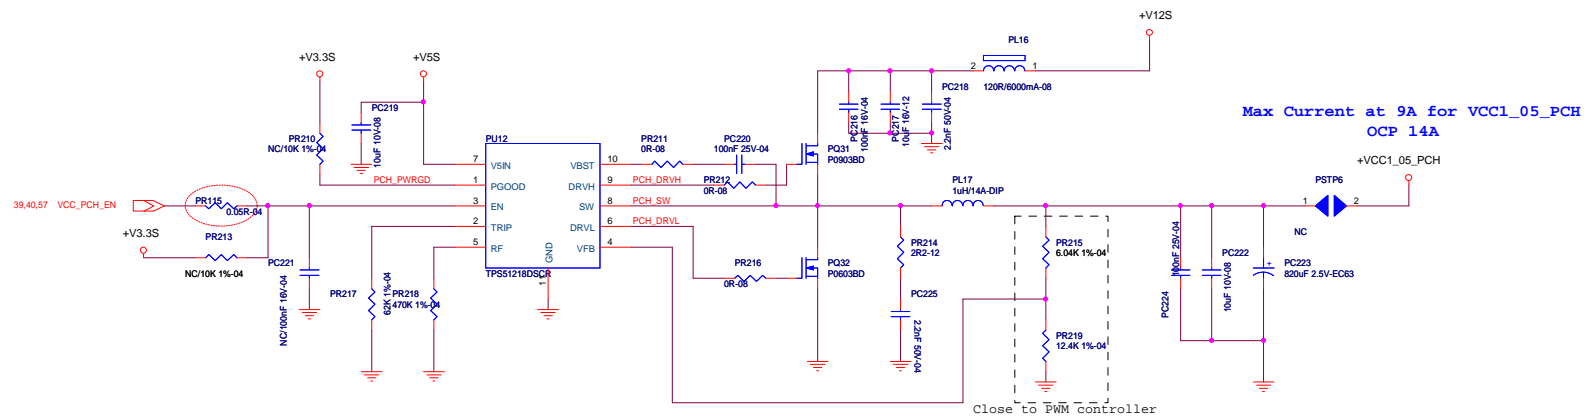 +V12S
PL16
2
1
120R/6000mA-08
+V3.3S
+V5S
PC219
10uF 10V-08
PR210
NC/10K 1%-04
PC216
100nF 16V-04
PC217
10uF 16V-12
PC218
2.2nF 50V-04
Max Current at 9A for VCC1_05_PCH
OCP 14A
+VCC1_05_PCH
PU12
7
V5IN
VBST
10
1
PGOOD
DRVH
9
3
EN
SW
8
2
TRIP
DRVL
6
5
RF
VFB
4
GND
TPS51218DSCR
PCH_PWRGD
PR211
0R-08
PC220
100nF 25V-04
PCH_DRVH
PR212
0R-08
PQ31
P0903BD
PCH_SW
PCH_DRVL
39,40,57 VCC_PCH_EN
PR115
0.05R-04
+V3.3S
PR213
NC/10K 1%-04
PC221
NC/100nF 16V-04
PR217
62K 1%-04
PR218
470K 1%-04
PR216
0R-08
PQ32
P0603BD
PL17
1uH/14A-DIP
PR214
2R2-12
PC225
2.2nF 50V-04
PR215
6.04K 1%-04
PR219
12.4K 1%-04
Close to PWM controller
100nF 25V-04
PC224
PC222
10uF 10V-08
+
PC223
820uF 2.5V-EC63
PSTP6
1
2
NC